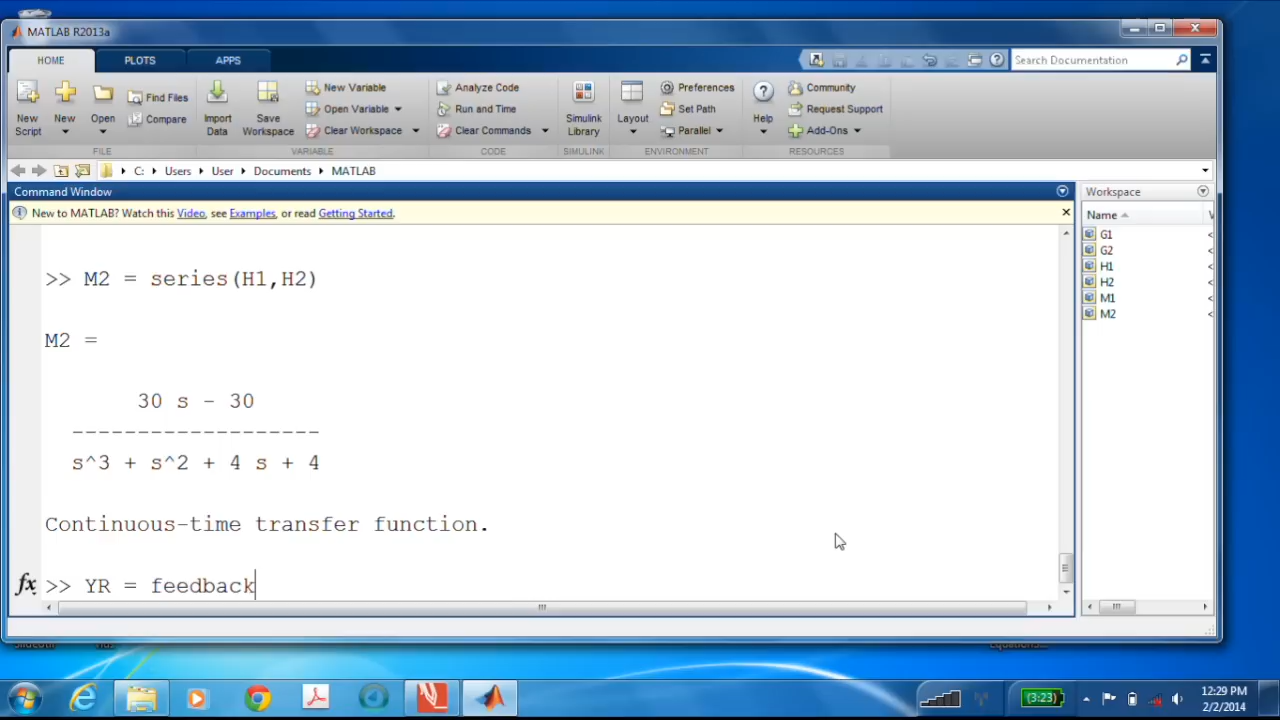 MATLAB R2013a
HOME PLOTS APPS
Search Documentation
New Script
New
Open
Find Files
Compare
Import Data
Save Workspace
New Variable
Open Variable
Clear Workspace
Analyze Code
Run and Time
Clear Commands
Simulink Library
Layout
Preferences
Set Path
Parallel
Help
Community
Request Support
Add-Ons
FILE VARIABLE CODE SIMULINK ENVIRONMENT RESOURCES
C: Users User Documents MATLAB
Command Window
New to MATLAB? Watch this Video, see Examples, or read Getting Started.
>> M2 = series(H1,H2)
M2 =
30 s - 30
-------------------
s^3 + s^2 + 4 s + 4
Continuous-time transfer function.
fx >> YR = feedback
Workspace
Name
G1
G2
H1
H2
M1
M2
(3:23)
12:29 PM
2/2/2014